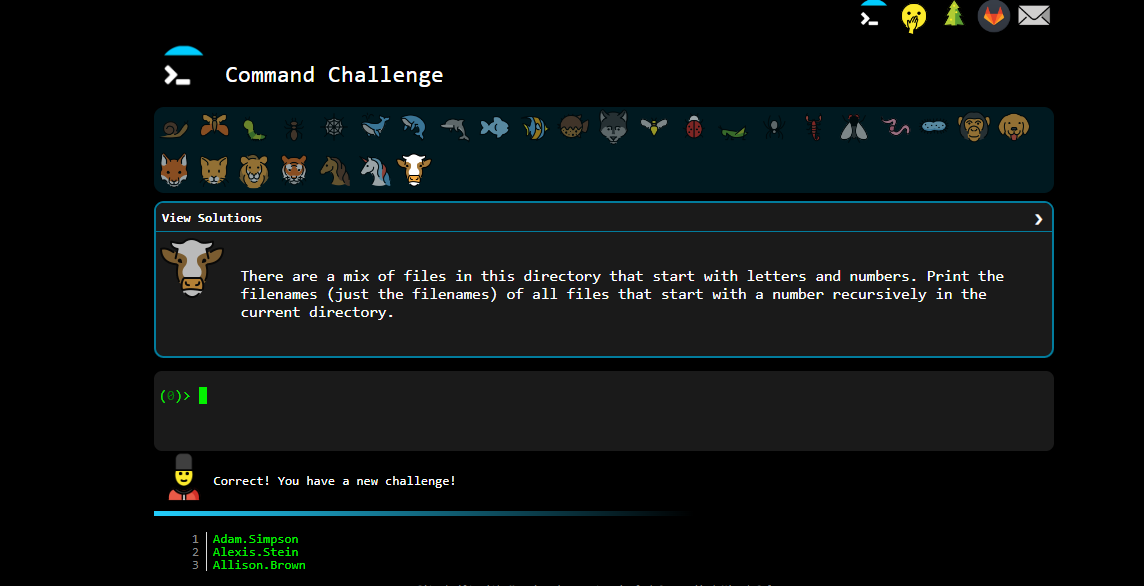 Command Challenge
View Solutions
There are a mix of files in this directory that start with letters and numbers. Print the
filenames (just the filenames) of all files that start with a number recursively in the
current directory.
(0)>
Correct! You have a new challenge!
1 Adam.Simpson
2 Alexis.Stein
3 Allison.Brown